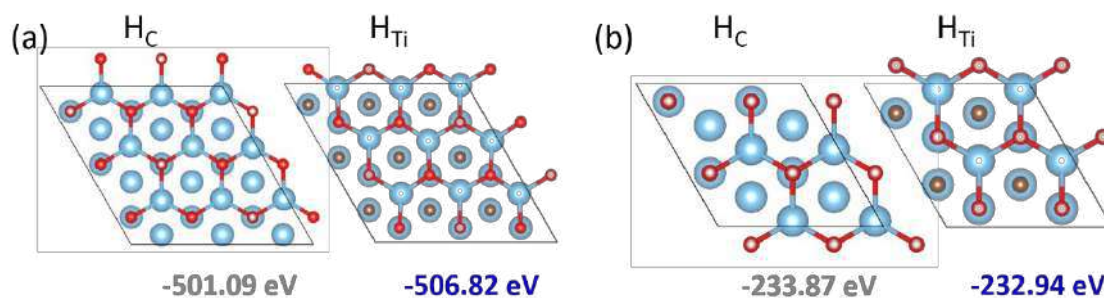 (a) H_C H_Ti
-501.09 eV -506.82 eV
(b) H_C H_Ti
-233.87 eV -232.94 eV